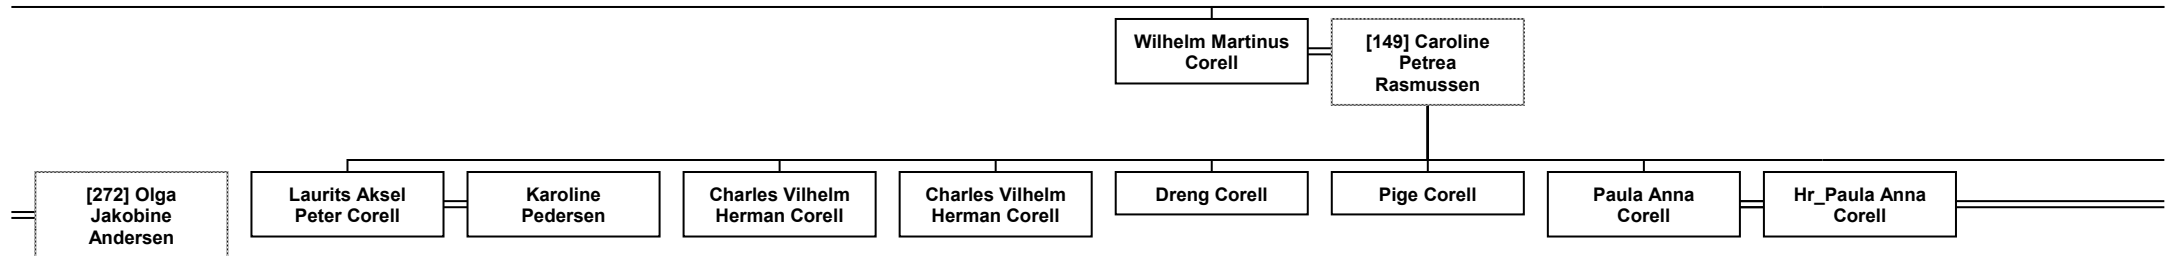 Wilhelm Martinus
Corell
[149] Caroline
Petrea
Rasmussen
[272] Olga
Jakobine
Andersen
Laurits Aksel
Peter Corell
Karoline
Pedersen
Charles Vilhelm
Herman Corell
Charles Vilhelm
Herman Corell
Dreng Corell
Pige Corell
Paula Anna
Corell
Hr_Paula Anna
Corell